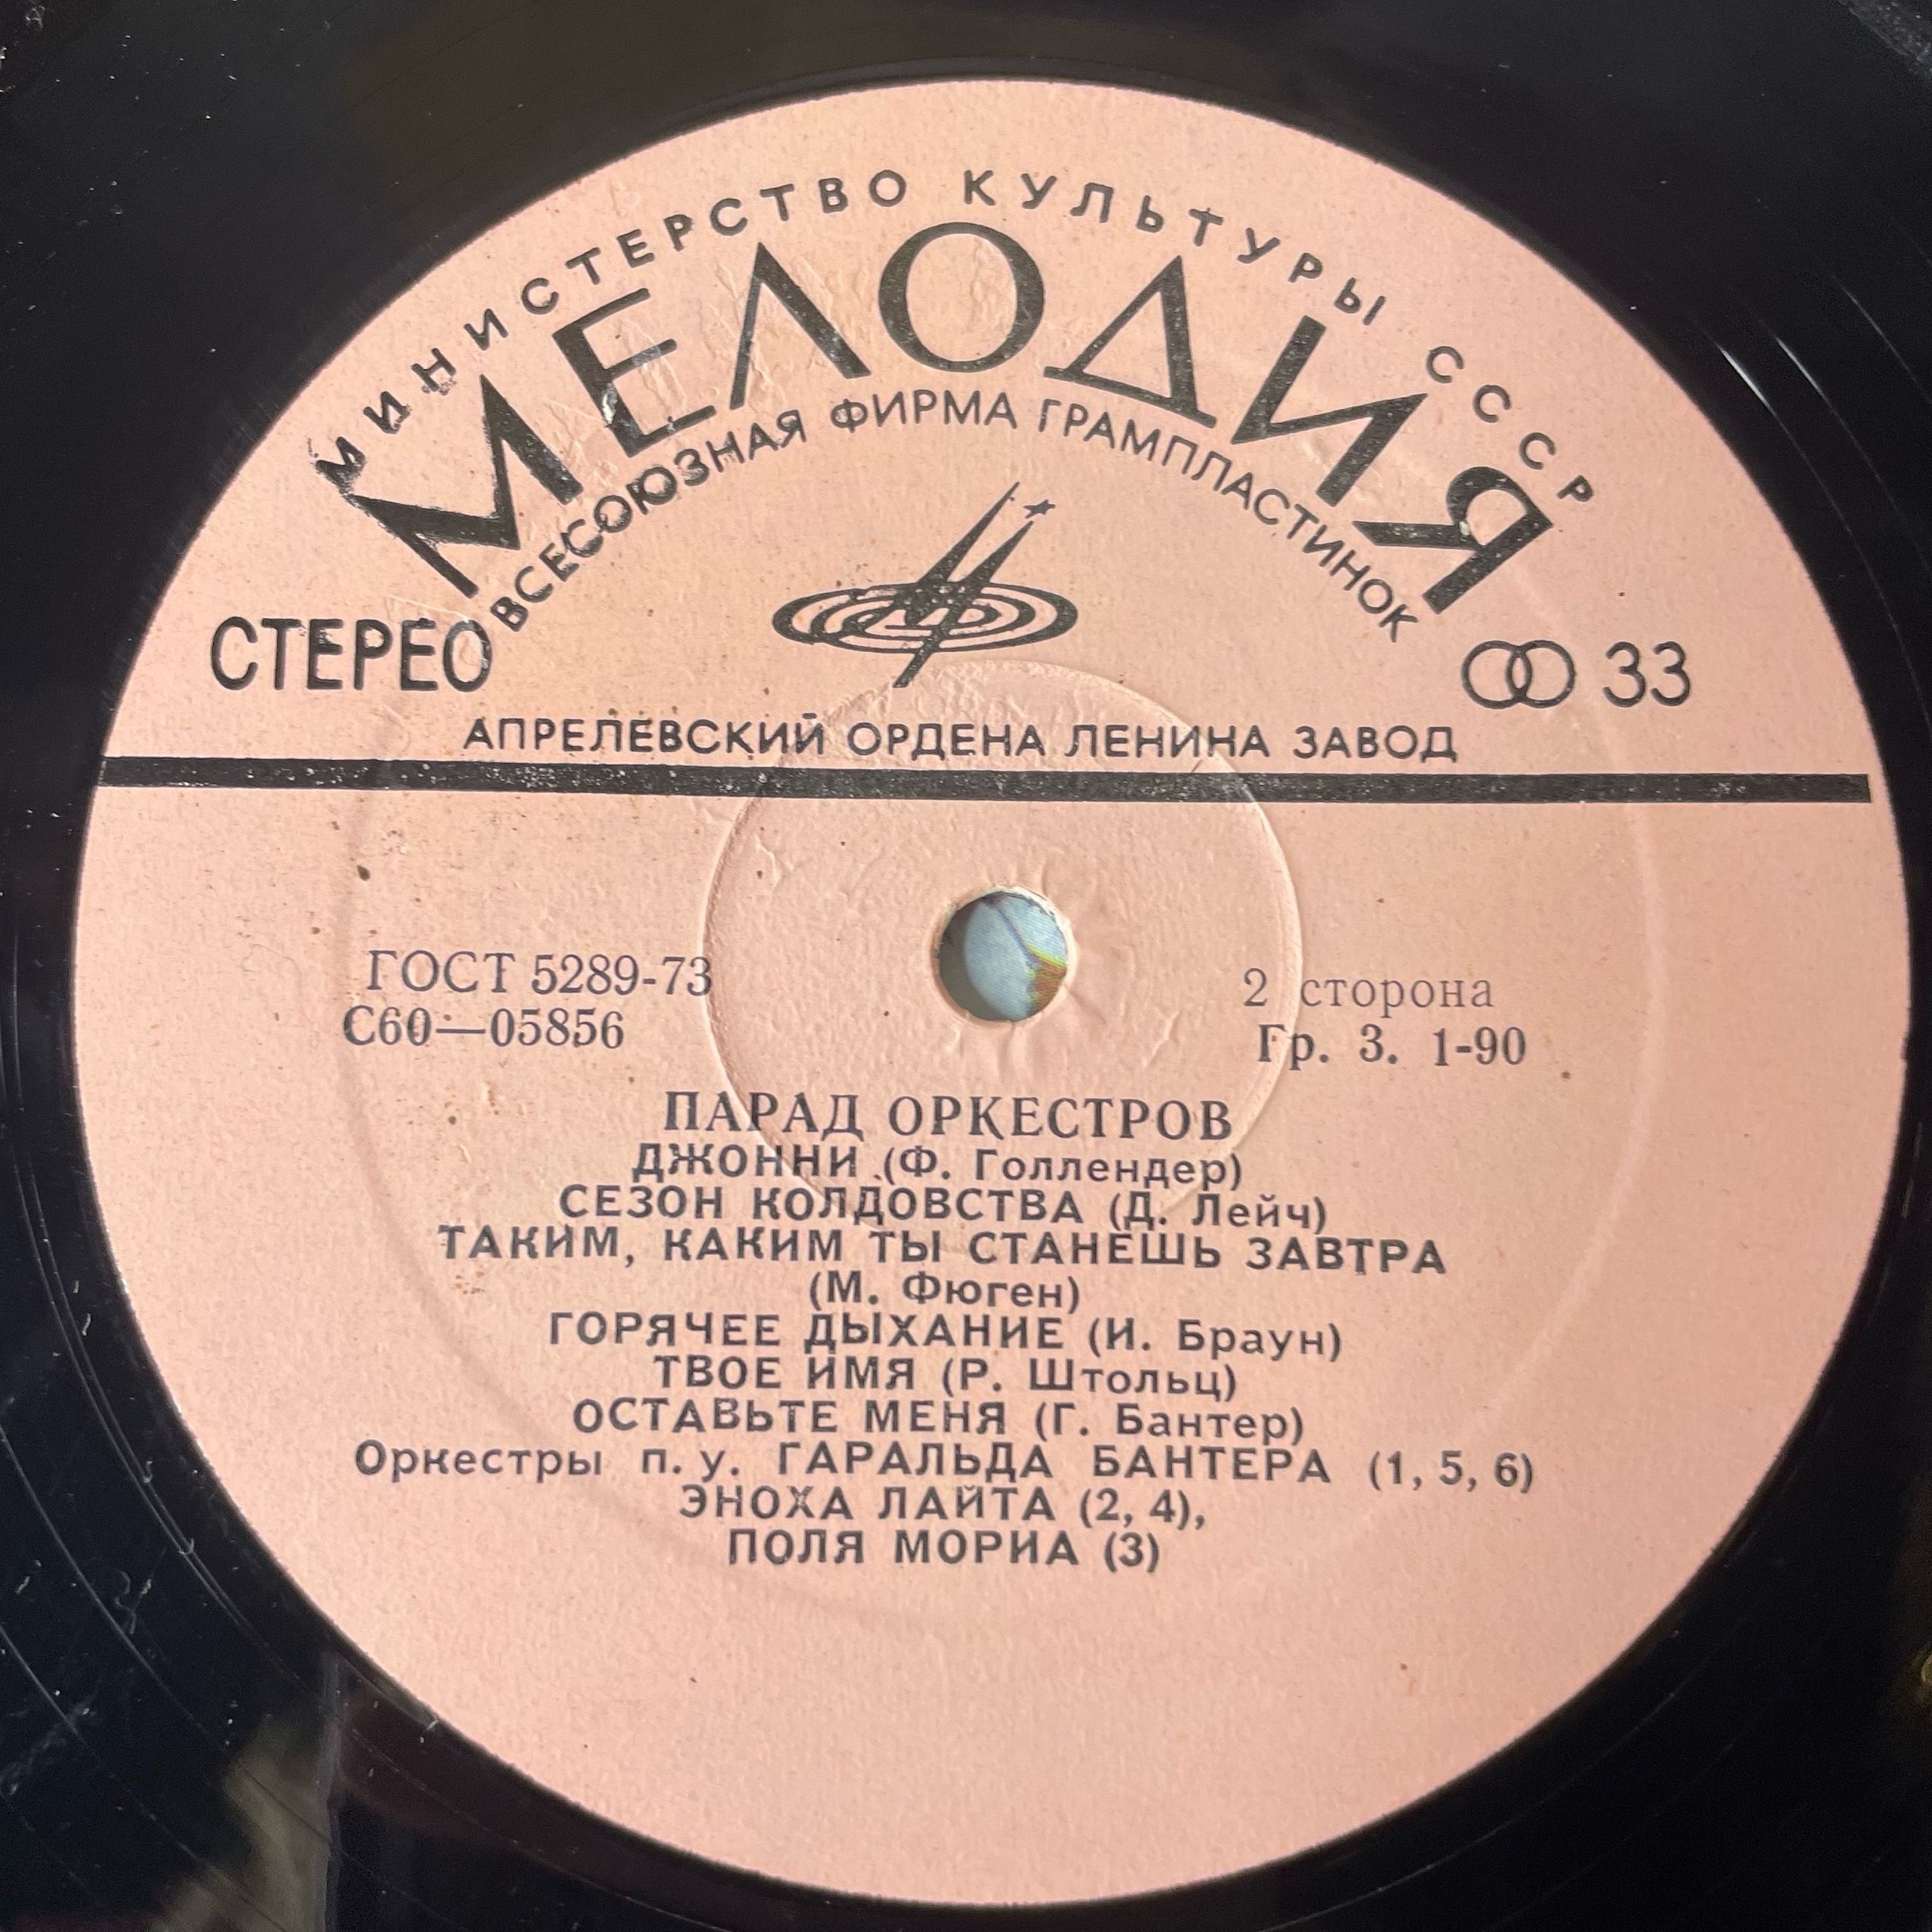 МИНИСТЕРСТВО КУЛЬТУРЫ СССР
МЕЛОДИЯ
ВСЕСОЮЗНАЯ ФИРМА ГРАМПЛАСТИНОК
СТЕРЕО
33
АПРЕЛЕВСКИЙ ОРДЕНА ЛЕНИНА ЗАВОД
ГОСТ 5289-73
С60—05856
2 сторона
Гр. 3. 1-90
ПАРАД ОРКЕСТРОВ
ДЖОННИ (Ф. Голлендер)
СЕЗОН КОЛДОВСТВА (Д. Лейч)
ТАКИМ, КАКИМ ТЫ СТАНЕШЬ ЗАВТРА
(М. Фюген)
ГОРЯЧЕЕ ДЫХАНИЕ (И. Браун)
ТВОЕ ИМЯ (Р. Штольц)
ОСТАВЬТЕ МЕНЯ (Г. Бантер)
Оркестры п. у. ГАРАЛЬДА БАНТЕРА (1, 5, 6)
ЭНОХА ЛАЙТА (2, 4),
ПОЛЯ МОРИА (3)